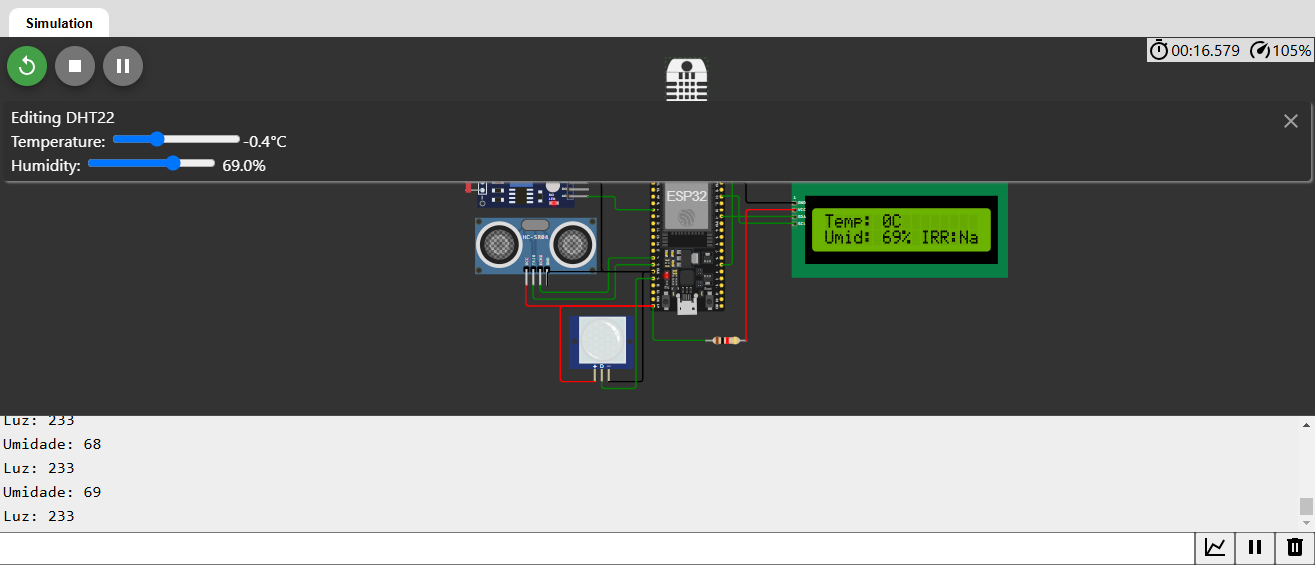 Simulation
00:16.579 105%
Editing DHT22
Temperature: -0.4°C
Humidity: 69.0%
ESP32
HC-SR04
Temp: 0C
Umid: 69% IRR:Na
+ D -
Luz: 233
Umidade: 68
Luz: 233
Umidade: 69
Luz: 233